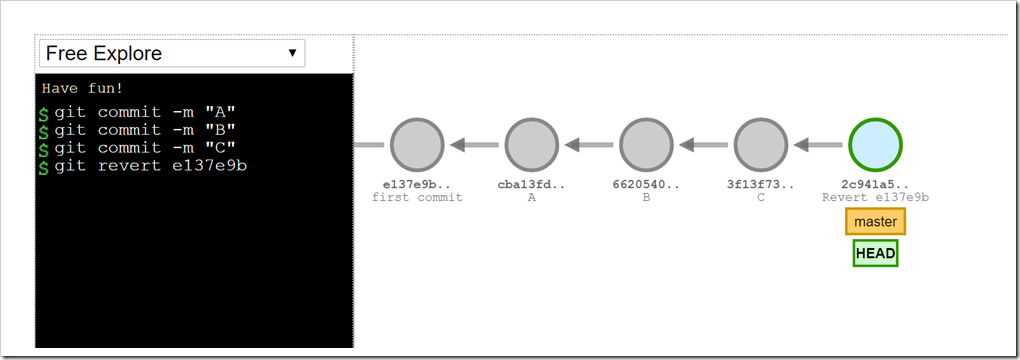 Free Explore
Have fun!
$ git commit -m "A"
$ git commit -m "B"
$ git commit -m "C"
$ git revert e137e9b
e137e9b.. cba13fd.. 6620540.. 3f13f73.. 2c941a5..
first commit A B C Revert e137e9b
master
HEAD